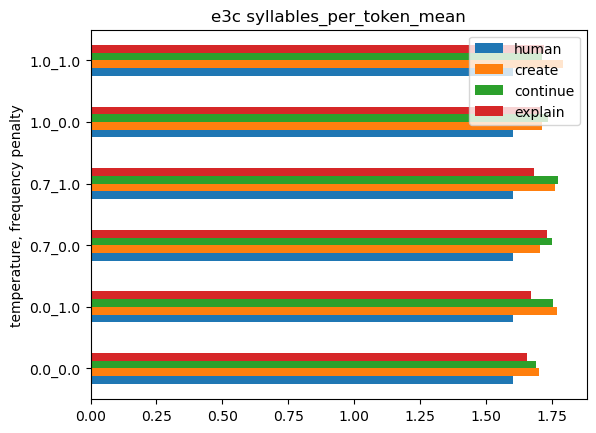 e3c syllables_per_token_mean
human
create
continue
explain
temperature, frequency penalty
1.0_1.0
1.0_0.0
0.7_1.0
0.7_0.0
0.0_1.0
0.0_0.0
0.00 0.25 0.50 0.75 1.00 1.25 1.50 1.75